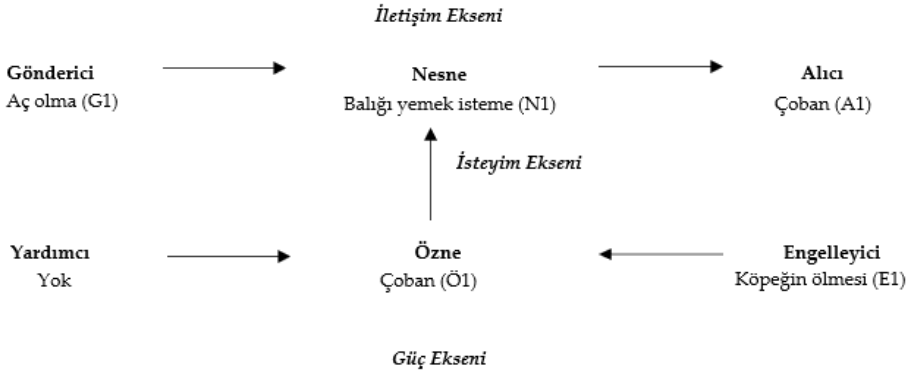 İletişim Ekseni
Gönderici
Aç olma (G1)
Nesne
Balığı yemek isteme (N1)
Alıcı
Çoban (A1)
İsteyim Ekseni
Yardımcı
Yok
Özne
Çoban (Ö1)
Engelleyici
Köpeğin ölmesi (E1)
Güç Ekseni